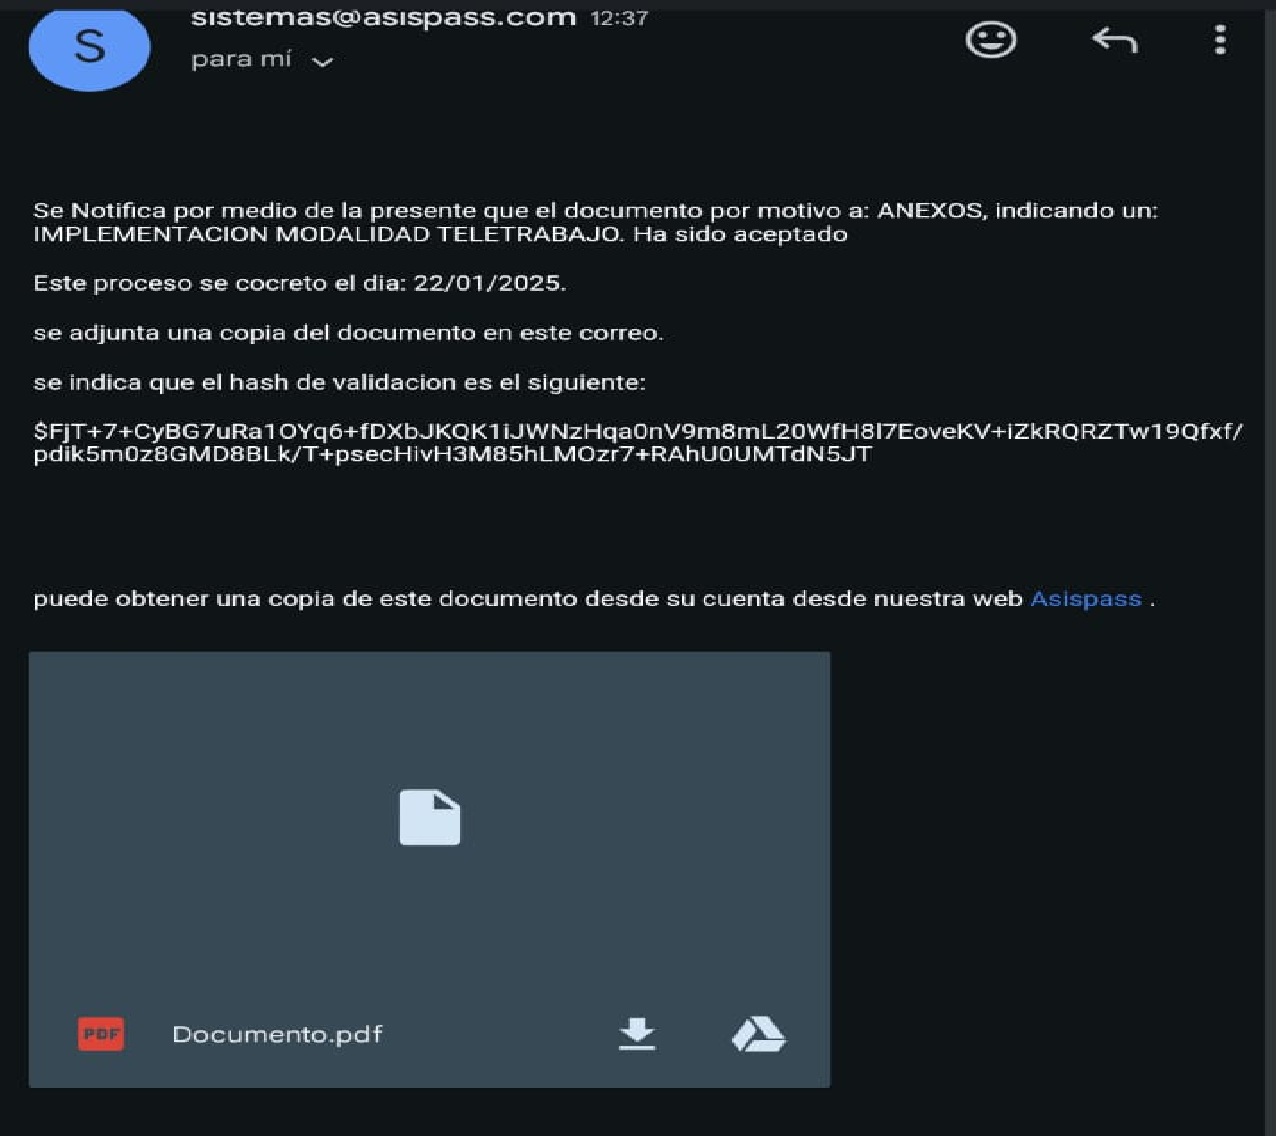 S
sistemas@asispass.com 12:37
para mí
Se Notifica por medio de la presente que el documento por motivo a: ANEXOS, indicando un:
IMPLEMENTACION MODALIDAD TELETRABAJO. Ha sido aceptado
Este proceso se cocreto el dia: 22/01/2025.
se adjunta una copia del documento en este correo.
se indica que el hash de validacion es el siguiente:
$FjT+7+CyBG7uRa1OYq6+fDXbJKQK1iJWNzHqa0nV9m8mL20WfH8l7EoveKV+iZkRQRZTw19Qfxf/
pdik5m0z8GMD8BLk/T+psecHivH3M85hLMOzr7+RAhU0UMTdN5JT
puede obtener una copia de este documento desde su cuenta desde nuestra web Asispass .
PDF Documento.pdf